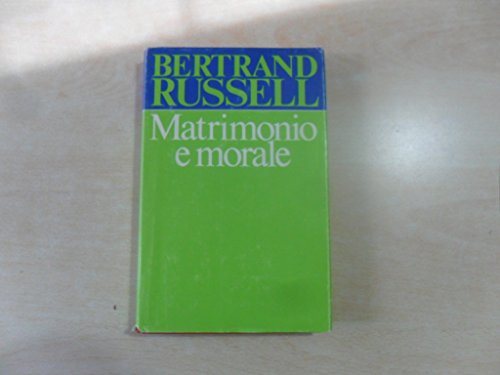 BERTRAND
RUSSELL
Matrimonio
e morale